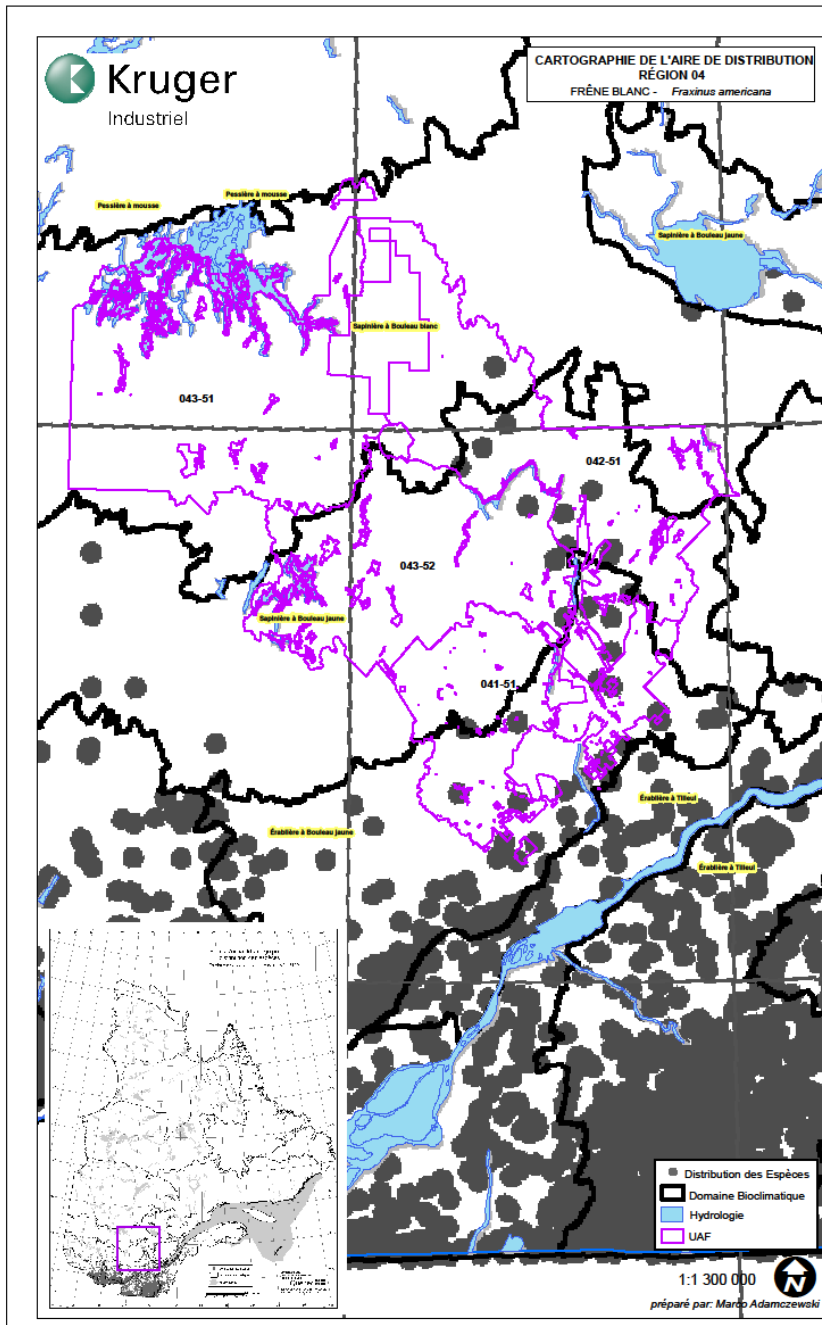 Kruger
Industriel
CARTOGRAPHIE DE L'AIRE DE DISTRIBUTION
RÉGION 04
FRÊNE BLANC - Fraxinus americana
Pessière à mousse
Pessière à mousse
Sapinière à Bouleau jaune
Sapinière à Bouleau blanc
043-51
042-51
043-52
Sapinière à Bouleau jaune
041-51
Érablière à Tilleul
Érablière à Bouleau jaune
Érablière à Tilleul
Distribution des Espèces
Domaine Bioclimatique
Hydrologie
UAF
1:1 300 000
N
préparé par: Marco Adamczewski